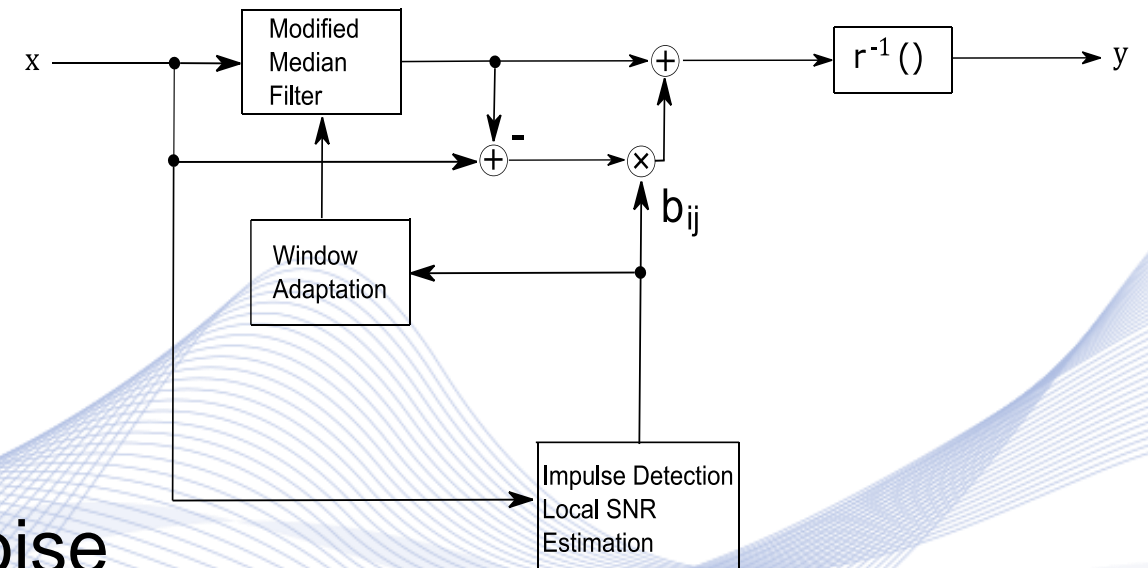 x
Modified
Median
Filter
+
r⁻¹ ()
y
-
+
×
b_ij
Window
Adaptation
Impulse Detection
Local SNR
Estimation